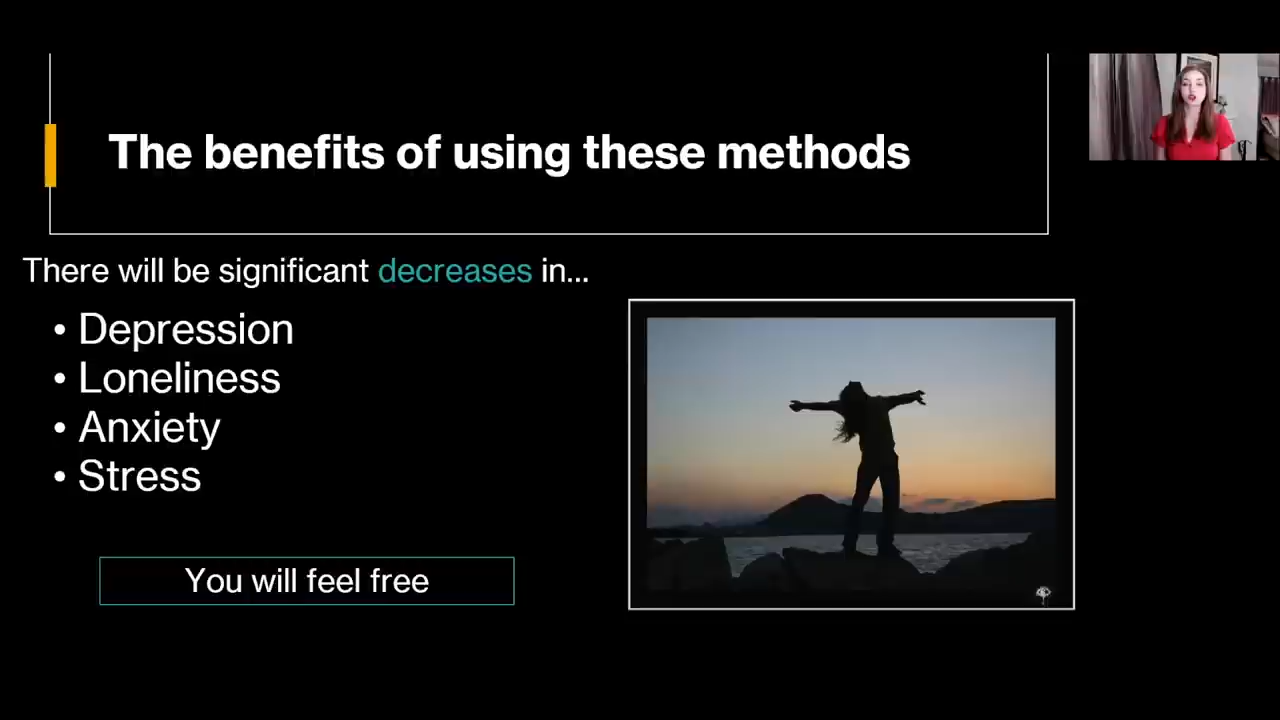 The benefits of using these methods
There will be significant decreases in...
• Depression
• Loneliness
• Anxiety
• Stress
You will feel free